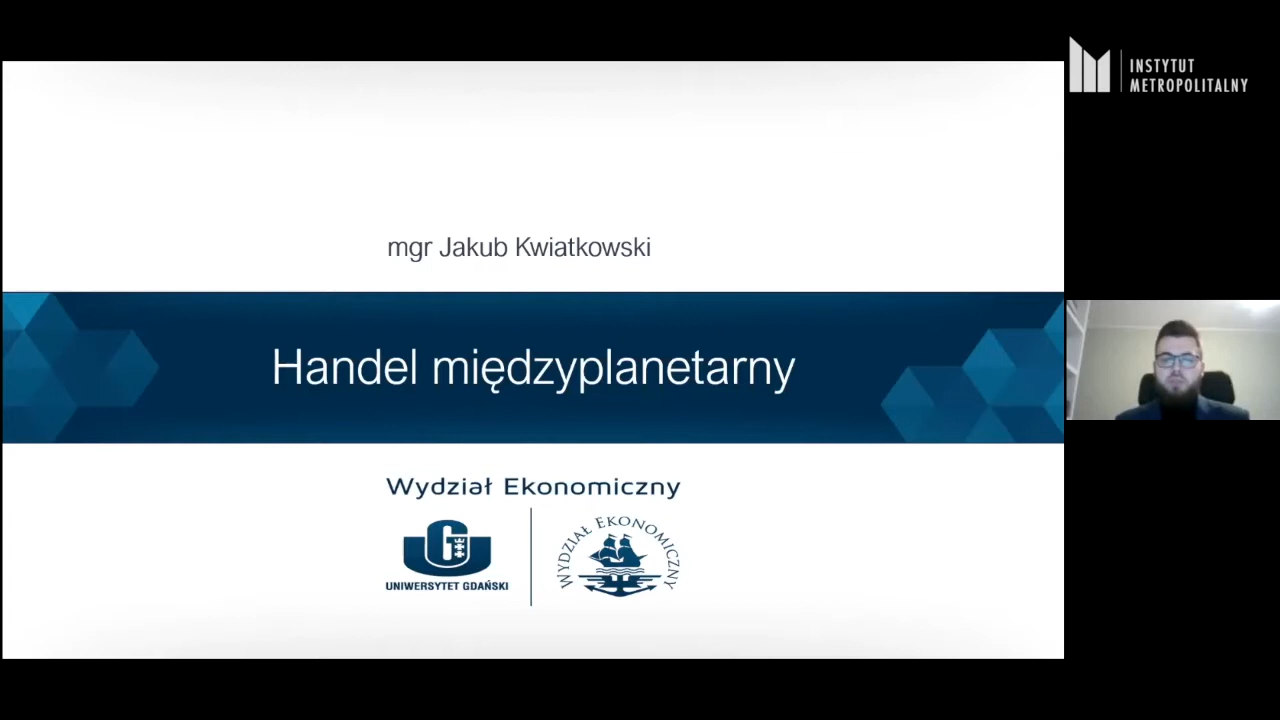 INSTYTUT
METROPOLITALNY
mgr Jakub Kwiatkowski
Handel międzyplanetarny
Wydział Ekonomiczny
UNIWERSYTET GDAŃSKI
WYDZIAŁ EKONOMICZNY